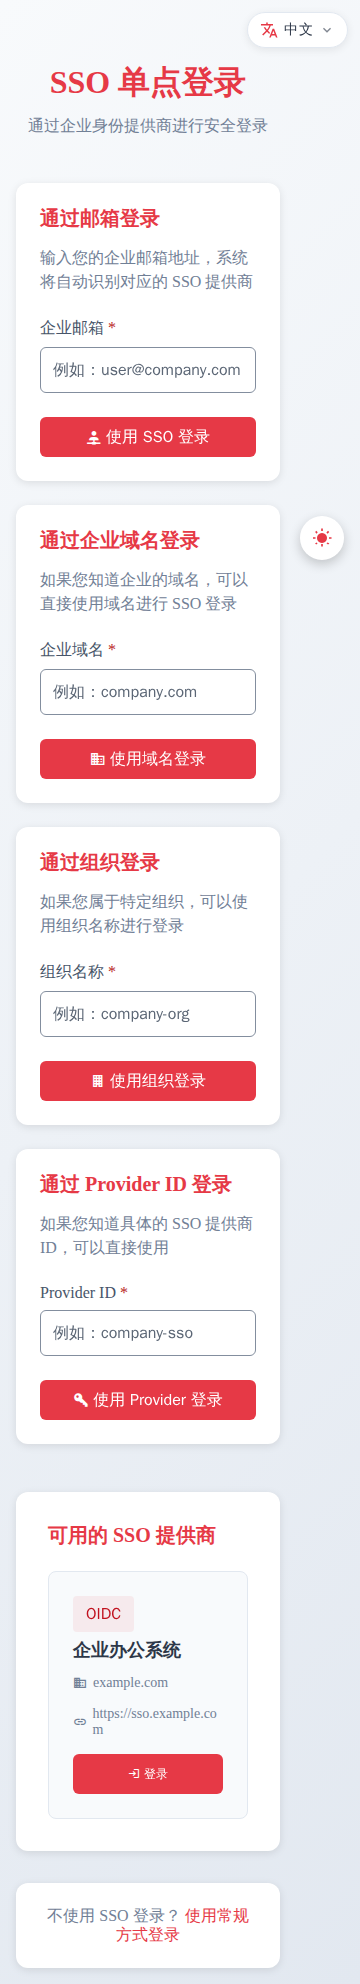 中文
SSO 单点登录
通过企业身份提供商进行安全登录
通过邮箱登录
输入您的企业邮箱地址，系统
将自动识别对应的 SSO 提供商
企业邮箱 *
例如：user@company.com
使用 SSO 登录
通过企业域名登录
如果您知道企业的域名，可以
直接使用域名进行 SSO 登录
企业域名 *
例如：company.com
使用域名登录
通过组织登录
如果您属于特定组织，可以使
用组织名称进行登录
组织名称 *
例如：company-org
使用组织登录
通过 Provider ID 登录
如果您知道具体的 SSO 提供商
ID，可以直接使用
Provider ID *
例如：company-sso
使用 Provider 登录
可用的 SSO 提供商
OIDC
企业办公系统
example.com
https://sso.example.co
m
登录
不使用 SSO 登录？ 使用常规
方式登录